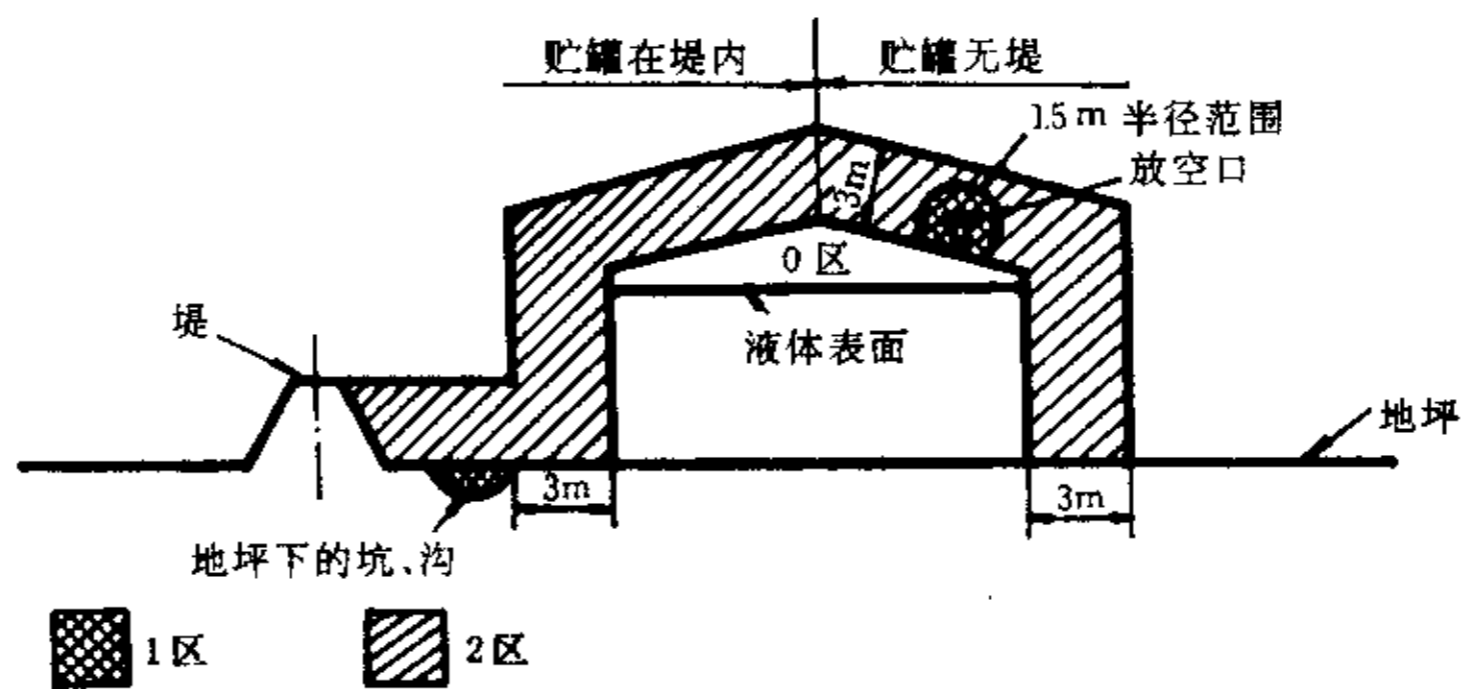 贮罐在堤内
贮罐无堤
1.5m 半径范围
放空口
3m
0区
液体表面
堤
地坪
3m
3m
地坪下的坑、沟
1区
2区